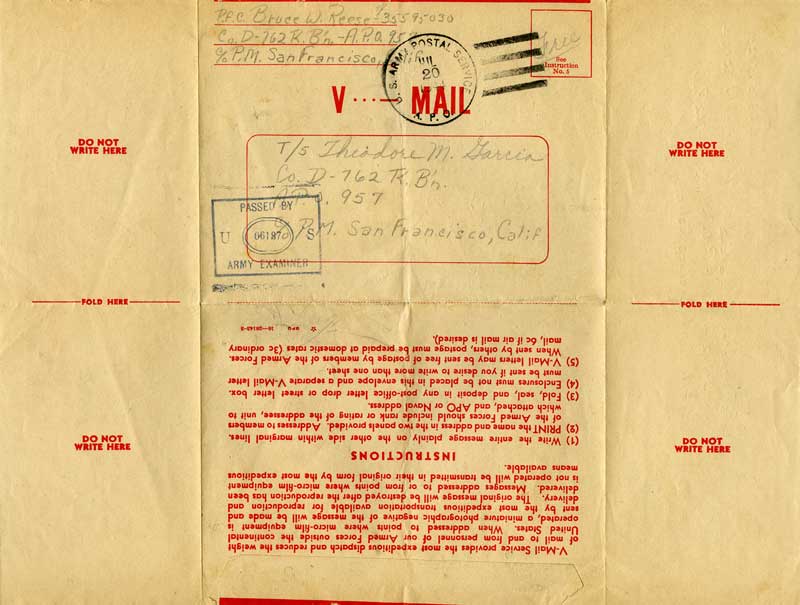 P.f.C. Bruce W. Reese - 35595030
Co. D-762 R. B'n.-A.P.O. 957
c/o P.M. San Francisco, Calif
U.S. ARMY POSTAL SERVICE
JUL
20
A.P.O.
Free
See
Instruction
No. 5
V····— MAIL
DO NOT
WRITE HERE
DO NOT
WRITE HERE
T/5 Theodore M. Garcia
Co. D-762 R. B'n.
A.P.O. 957
c/o P.M. San Francisco, Calif
PASSED BY
U 06187 S
ARMY EXAMINER
FOLD HERE
FOLD HERE
DO NOT
WRITE HERE
DO NOT
WRITE HERE
V-Mail Service provides the most expeditious dispatch and reduces the weight
of mail to and from personnel of our Armed Forces outside the continental
United States. When addressed to points where micro-film equipment is
operated, a miniature photographic negative of the message will be made and
sent by the most expeditious transportation available for reproduction and
delivery. The original message will be destroyed after the reproduction has been
delivered. Messages addressed to or from points where micro-film equipment
is not operated will be transmitted in their original form by the most expeditious
means available.
INSTRUCTIONS
(1) Write the entire message plainly on the other side within marginal lines.
(2) PRINT the name and address in the two panels provided. Addresses to members
of the Armed Forces should include rank or rating of the addressee, unit to
which attached, and APO or Naval address.
(3) Fold, seal, and deposit in any post-office letter drop or street letter box.
(4) Enclosures must not be placed in this envelope and a separate V-Mail letter
must be sent if you desire to write more than one sheet.
(5) V-Mail letters may be sent free of postage by members of the Armed Forces.
When sent by others, postage must be prepaid at domestic rates (3c ordinary
mail, 6c if air mail is desired).
☆ GPO 16-28143-5